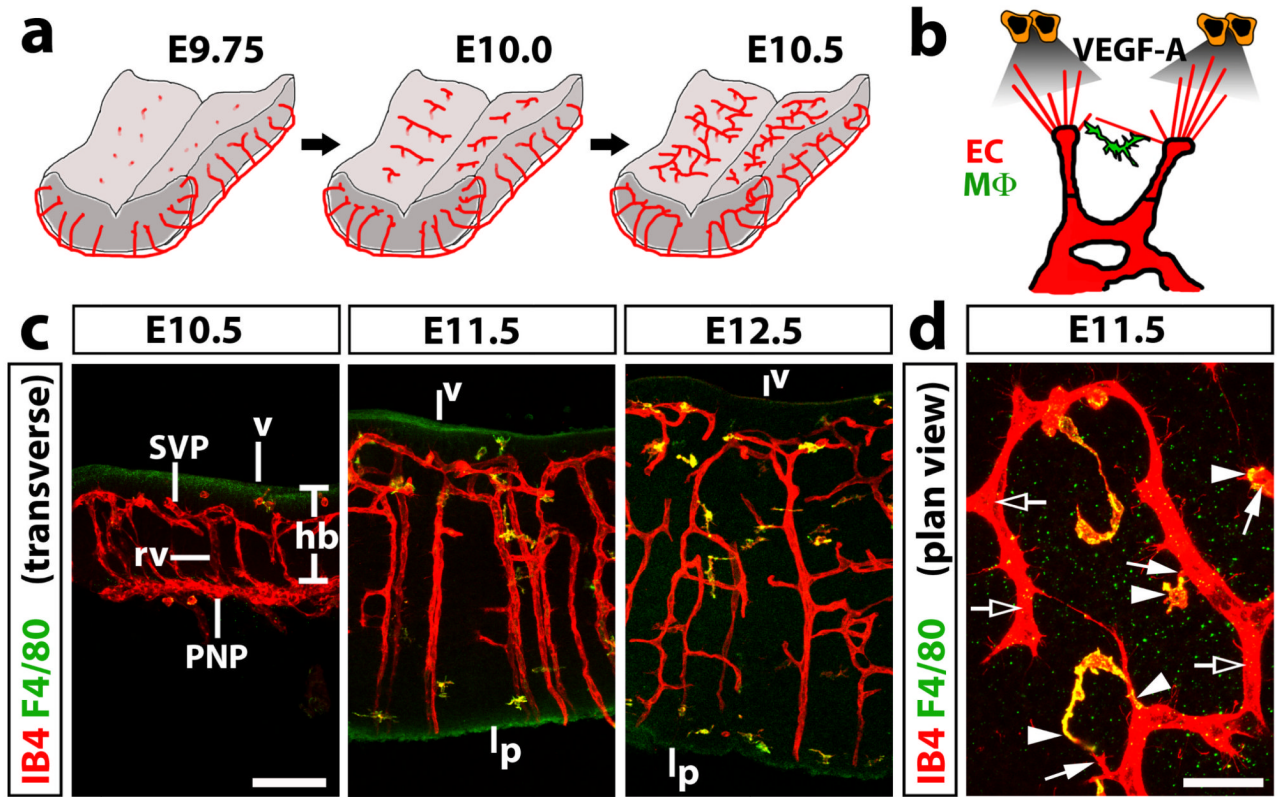 a
E9.75
E10.0
E10.5
b
VEGF-A
EC
MΦ
c
E10.5
E11.5
E12.5
d
E11.5
IB4 F4/80 (transverse)
SVP
v
rv
hb
PNP
v
p
v
p
IB4 F4/80 (plan view)